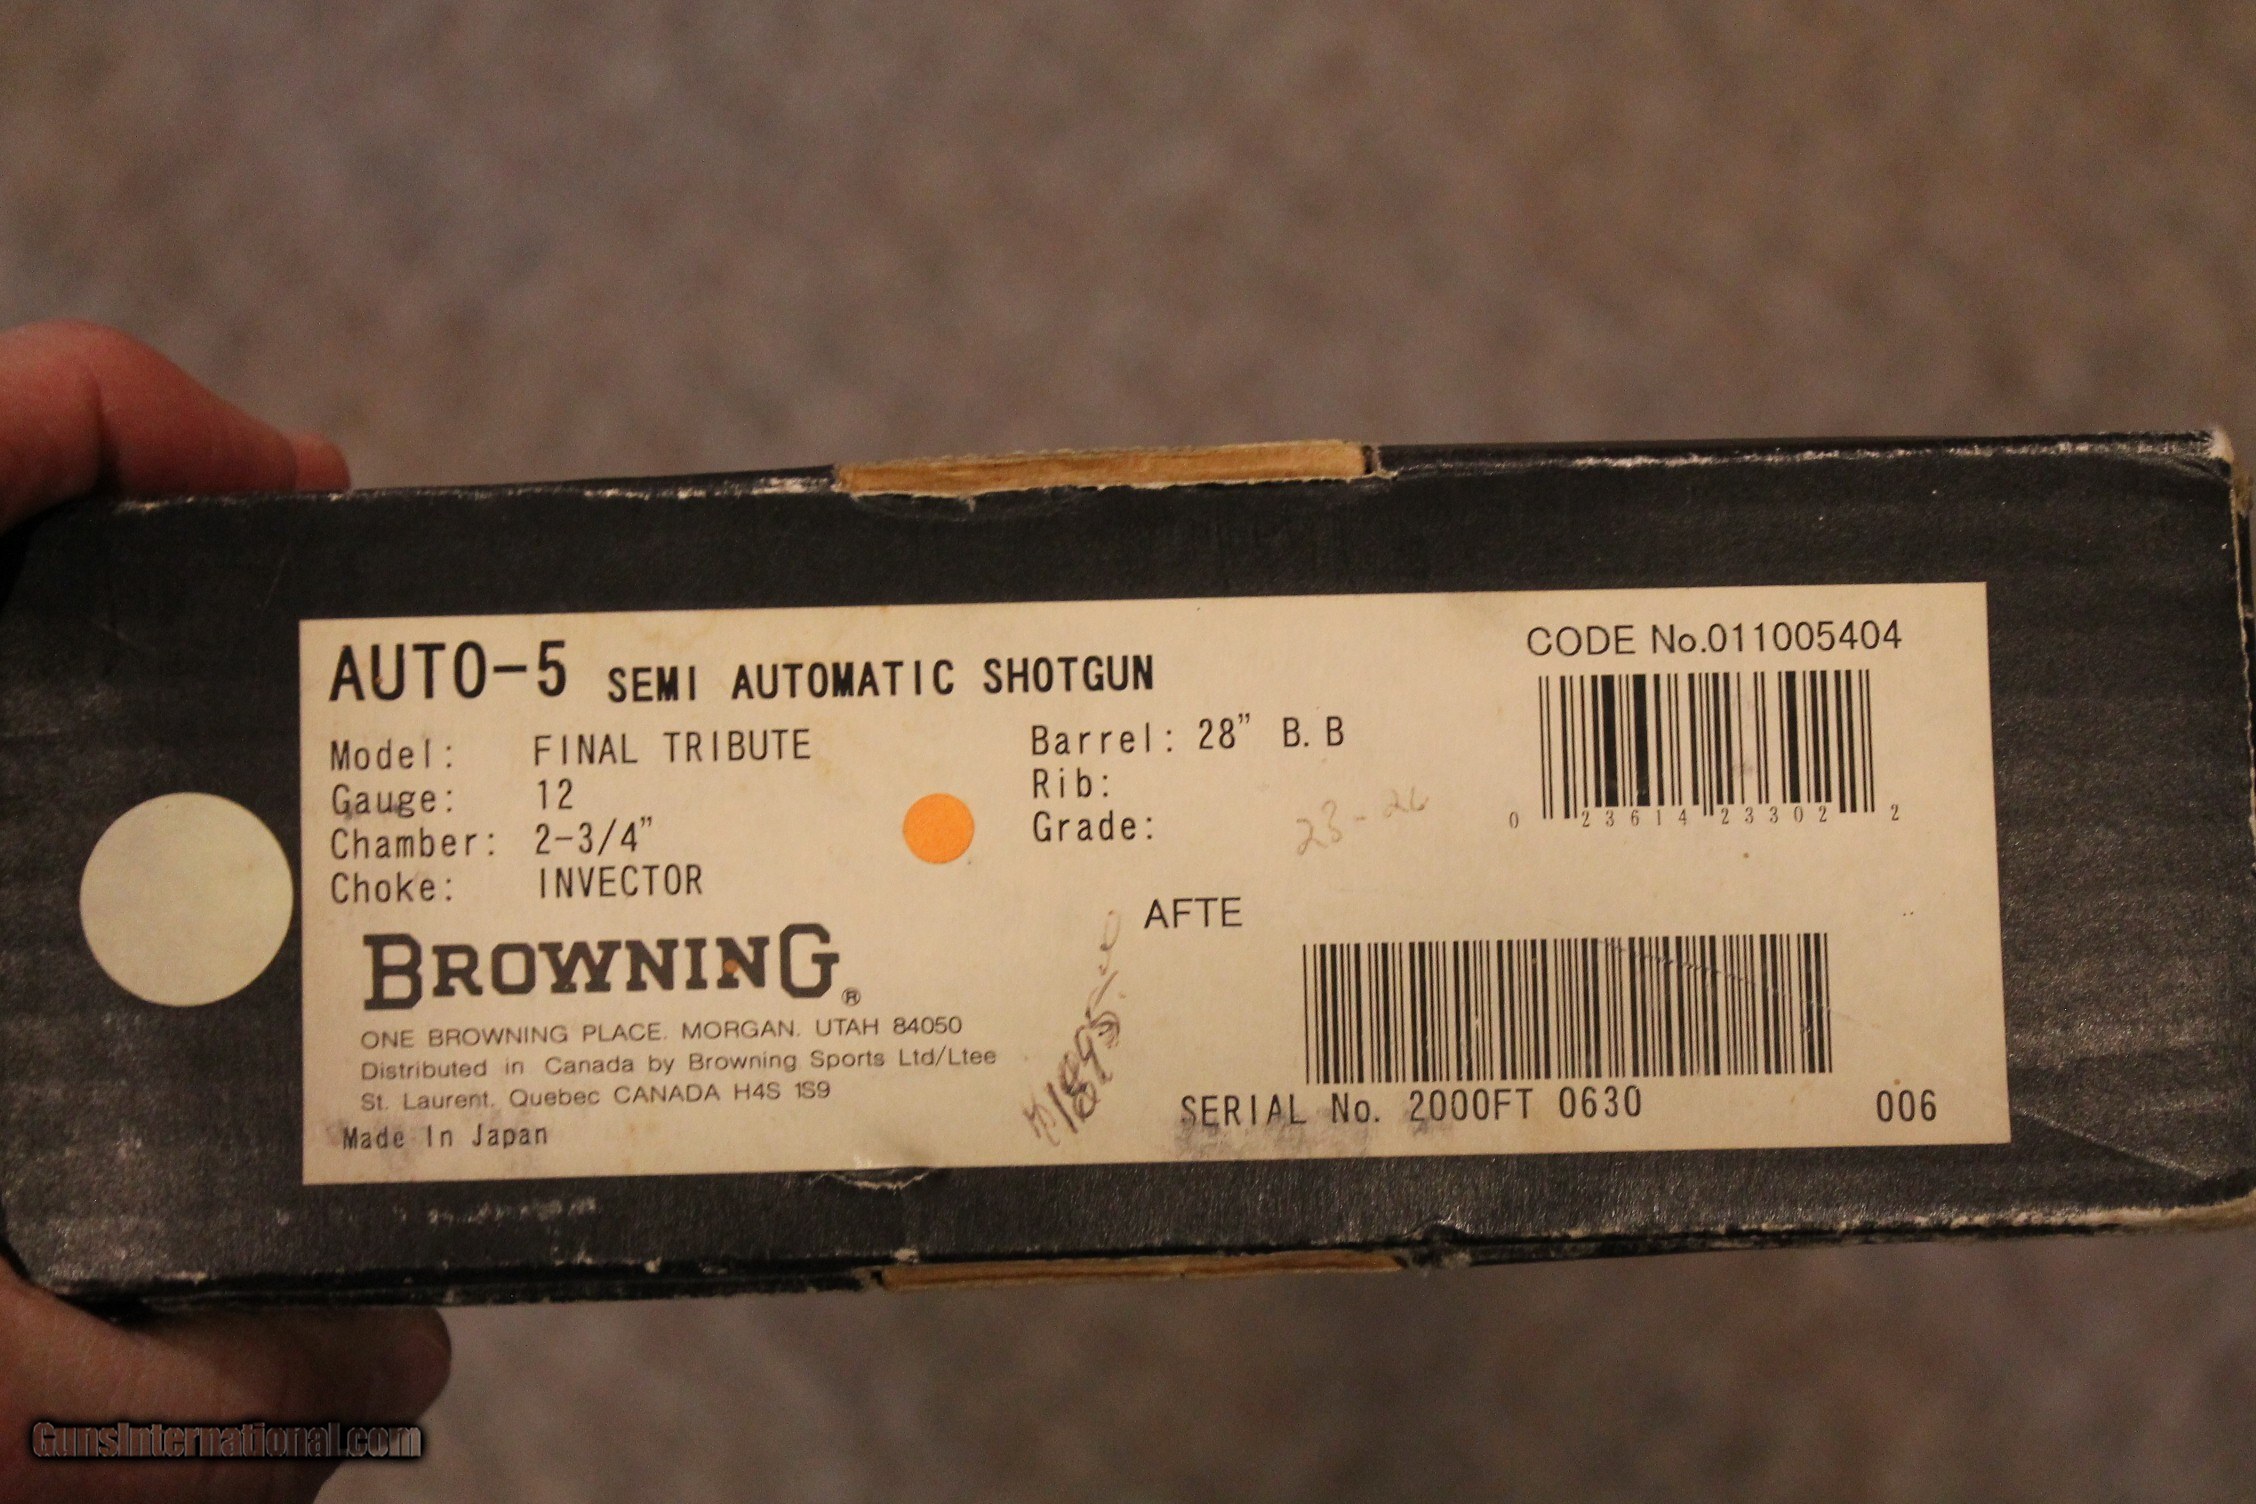 AUTO-5 SEMI AUTOMATIC SHOTGUN
CODE No.011005404
Model: FINAL TRIBUTE
Barrel: 28" B.B
Gauge: 12
Rib:
Chamber: 2-3/4"
Grade:
23-26
0 23614 23302 2
Choke: INVECTOR
AFTE
BROWNING®
ONE BROWNING PLACE. MORGAN. UTAH 84050
Distributed in Canada by Browning Sports Ltd/Ltee
St. Laurent. Quebec CANADA H4S 1S9
Made In Japan
SERIAL No. 2000FT 0630
006
GunsInternational.com